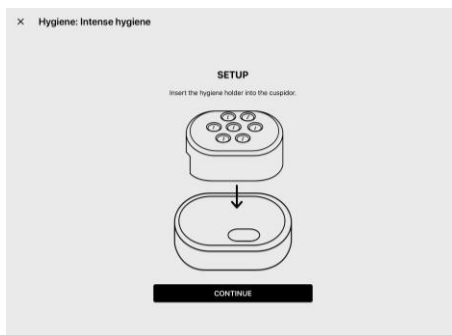 Hygiene: Intense hygiene
SETUP
Insert the hygiene holder into the cuspidor.
CONTINUE